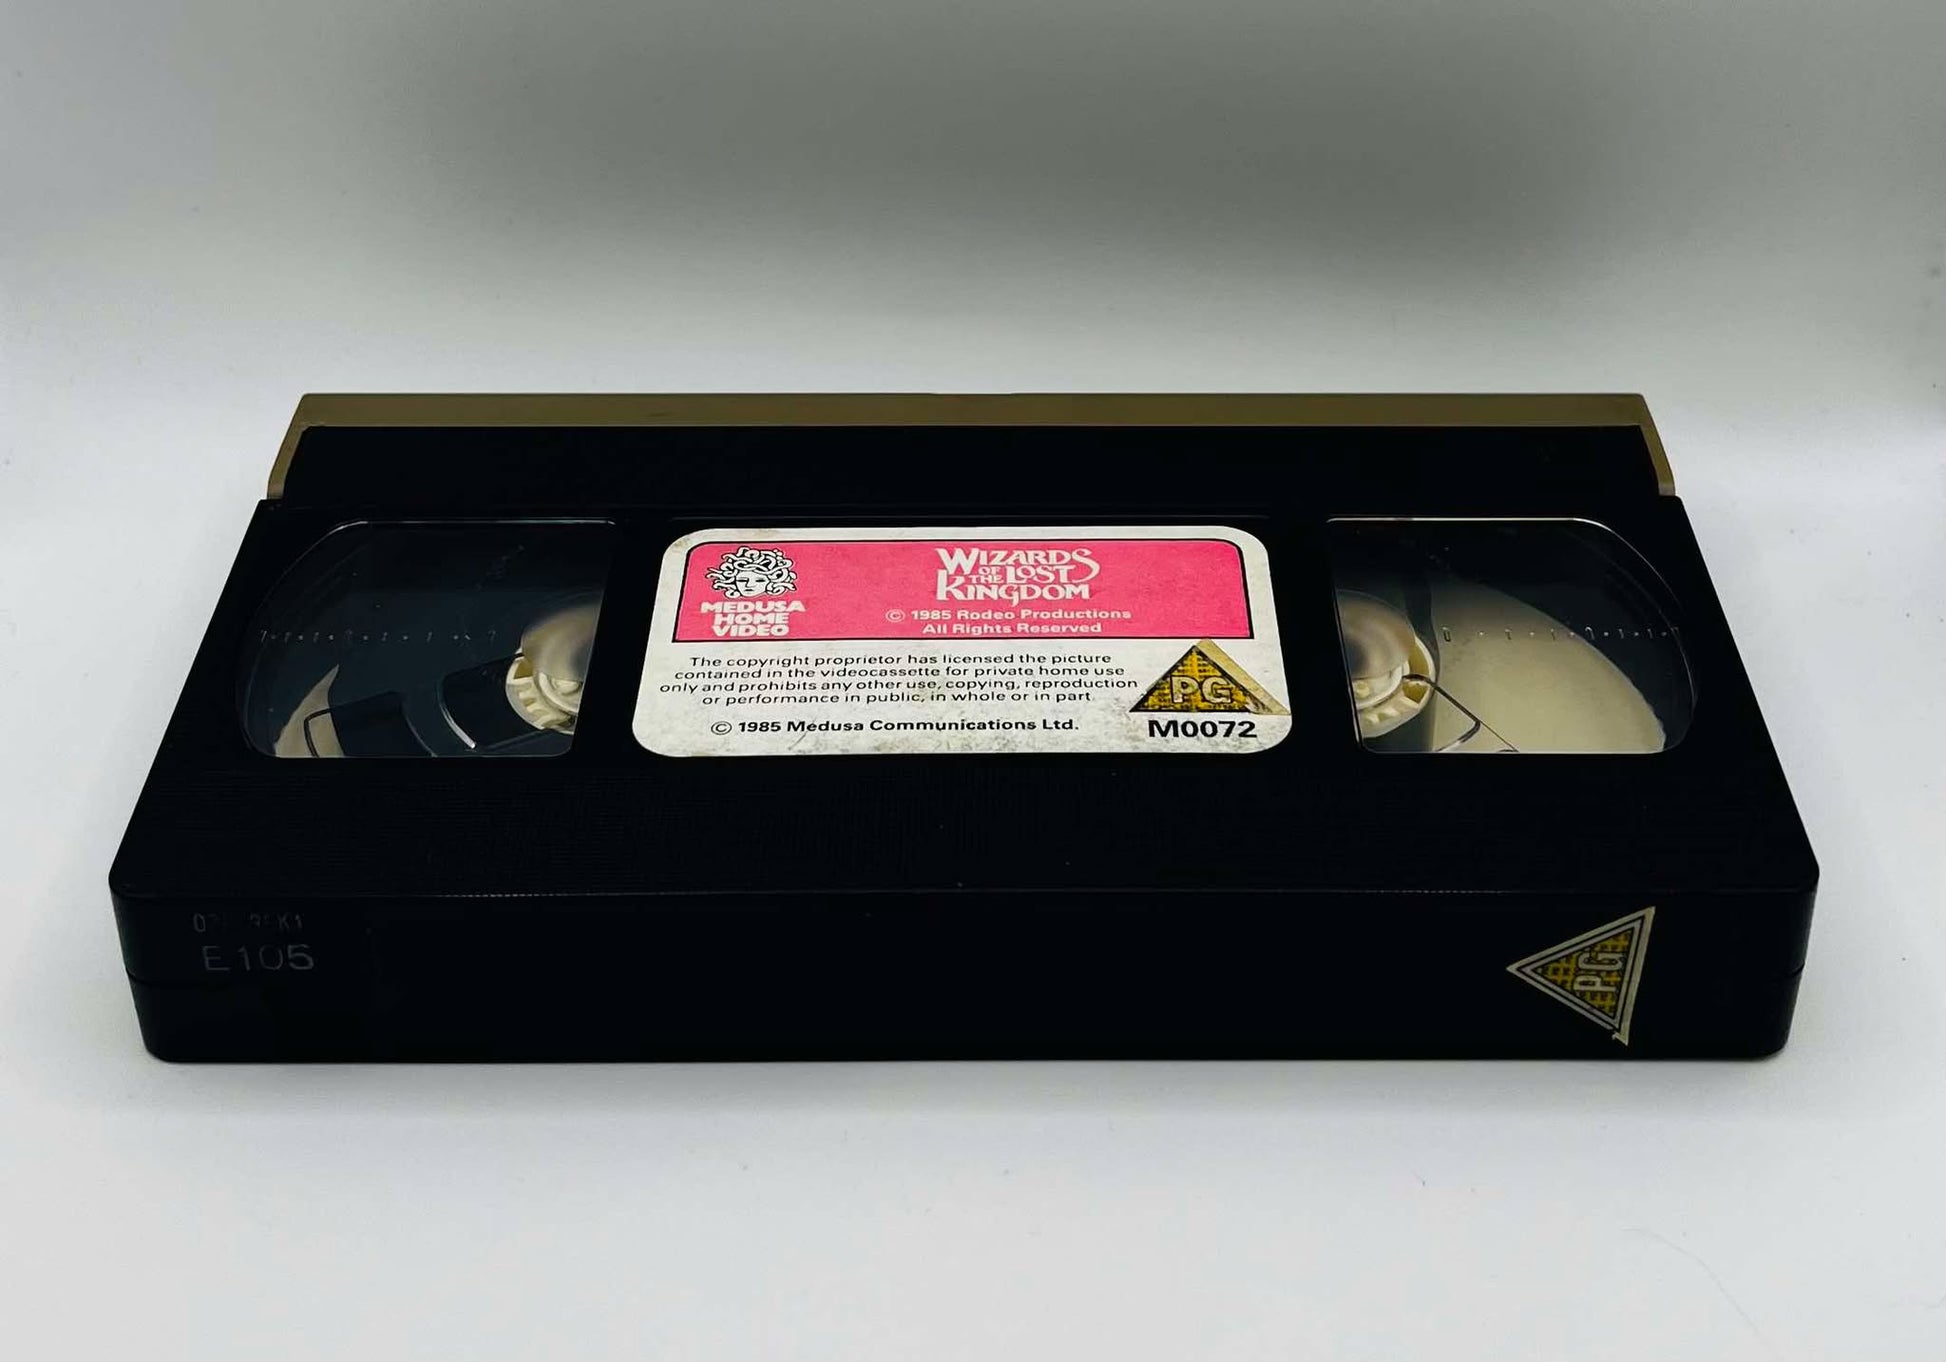 MEDUSA
HOME
VIDEO
WIZARDS
OF THE LOST
KINGDOM
© 1985 Rodeo Productions
All Rights Reserved
The copyright proprietor has licensed the picture
contained in the videocassette for private home use
only and prohibits any other use, copying, reproduction
or performance in public, in whole or in part.
© 1985 Medusa Communications Ltd.
PG
M0072
E105
PG